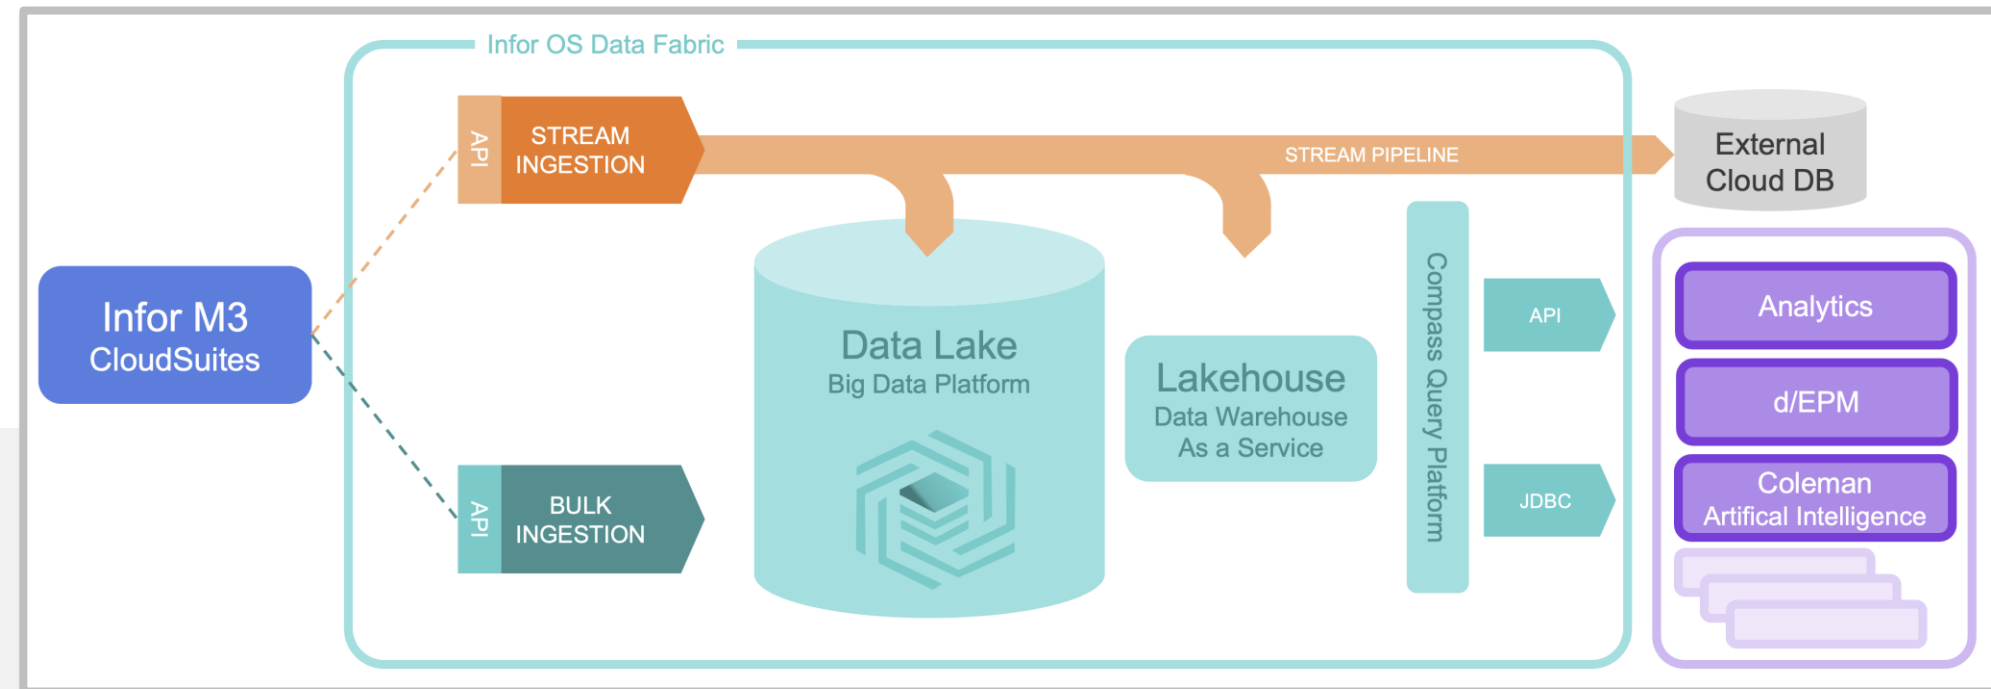 Infor OS Data Fabric
API
STREAM
INGESTION
STREAM PIPELINE
External
Cloud DB
Infor M3
CloudSuites
Data Lake
Big Data Platform
Lakehouse
Data Warehouse
As a Service
Compass Query Platform
API
JDBC
API
BULK
INGESTION
Analytics
d/EPM
Coleman
Artifical Intelligence